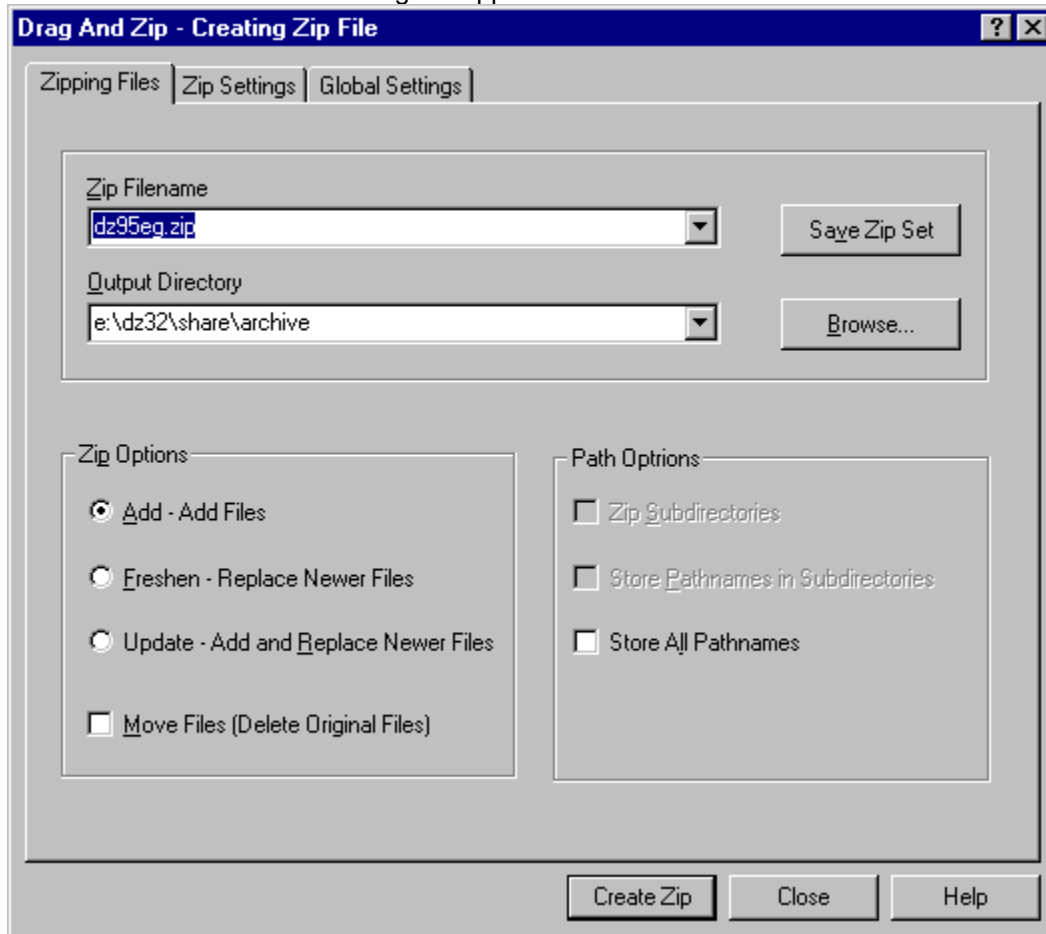 Drag And Zip - Creating Zip File
Zipping Files Zip Settings Global Settings
Zip Filename
dz95eg.zip
Save Zip Set
Output Directory
e:\dz32\share\archive
Browse...
Zip Options
Path Optrions
Add - Add Files
Zip Subdirectories
Freshen - Replace Newer Files
Store Pathnames in Subdirectories
Update - Add and Replace Newer Files
Store All Pathnames
Move Files (Delete Original Files)
Create Zip Close Help